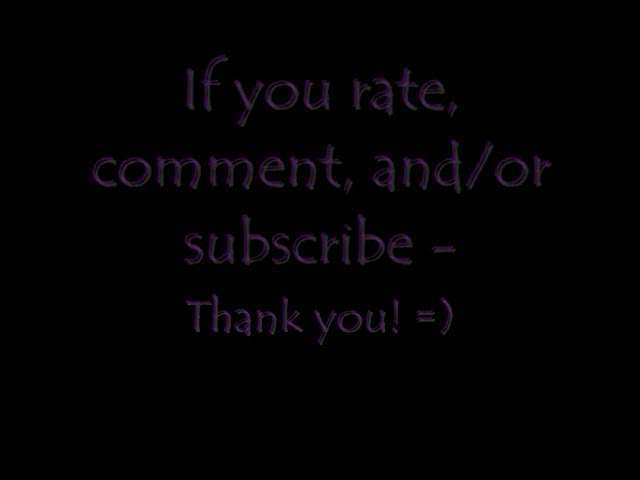 If you rate,
comment, and/or
subscribe -
Thank you! =)